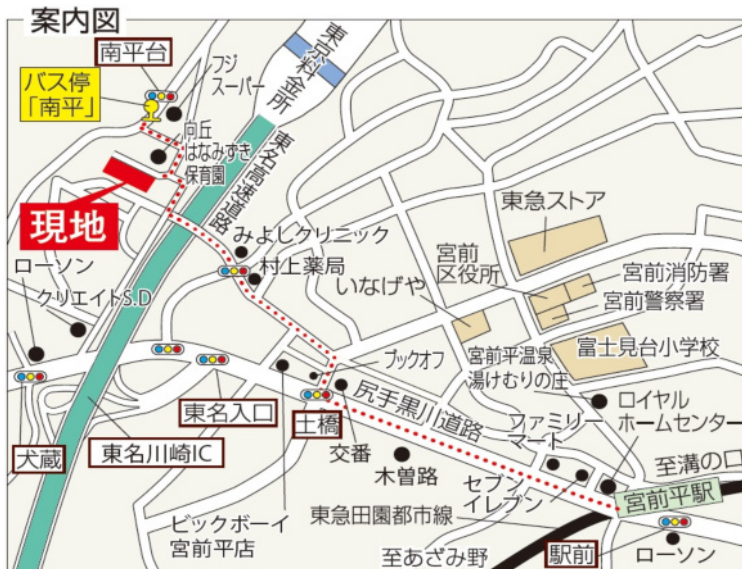 案内図
南平台
バス停
「南平」
フジ
スーパー
向丘
はなみずき
保育園
現地
東京料金所
東名高速道路
みよしクリニック
村上薬局
東急ストア
宮前
区役所
宮前消防署
宮前警察署
いなげや
富士見台小学校
ローソン
クリエイトS.D
ブックオフ
宮前平温泉
湯けむりの庄
東名入口
土橋
尻手黒川道路
ロイヤル
ホームセンター
ファミリー
マート
犬蔵
東名川崎IC
交番
木曽路
セブン
イレブン
至溝の口
宮前平駅
ビックボーイ
宮前平店
東急田園都市線
至あざみ野
駅前
ローソン